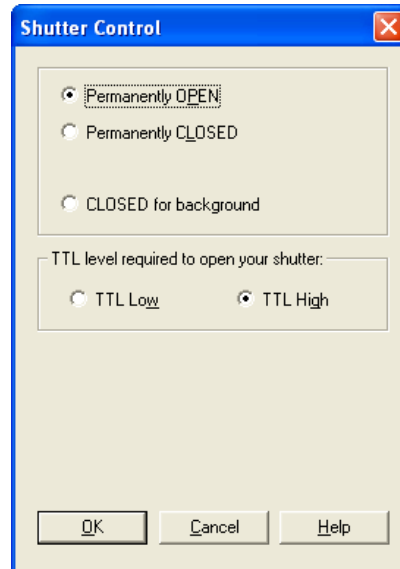 Shutter Control
Permanently OPEN
Permanently CLOSED
CLOSED for background
TTL level required to open your shutter:
TTL Low
TTL High
OK
Cancel
Help